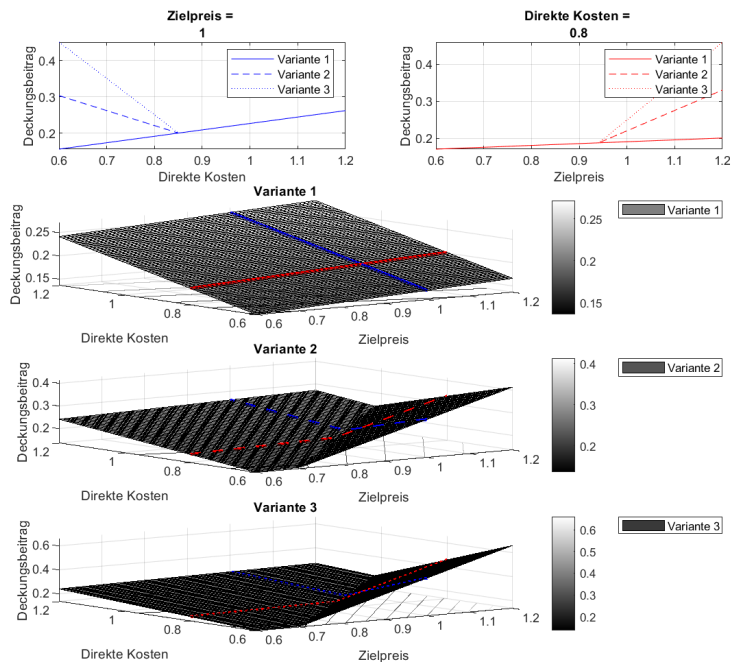 Zielpreis =
1
Deckungsbeitrag
0.4
0.3
0.2
0.6 0.7 0.8 0.9 1 1.1 1.2
Direkte Kosten
Variante 1
Variante 2
Variante 3
Direkte Kosten =
0.8
Deckungsbeitrag
0.4
0.3
0.2
0.6 0.7 0.8 0.9 1 1.1 1.2
Zielpreis
Variante 1
Variante 2
Variante 3
Variante 1
Deckungsbeitrag
0.25
0.2
0.15
1.2 1 0.8 0.6
Direkte Kosten
0.6 0.7 0.8 0.9 1 1.1 1.2
Zielpreis
0.25
0.2
0.15
Variante 1
Variante 2
Deckungsbeitrag
0.4
0.3
0.2
1.2 1 0.8 0.6
Direkte Kosten
0.6 0.7 0.8 0.9 1 1.1 1.2
Zielpreis
0.4
0.3
0.2
Variante 2
Variante 3
Deckungsbeitrag
0.6
0.4
0.2
1.2 1 0.8 0.6
Direkte Kosten
0.6 0.7 0.8 0.9 1 1.1 1.2
Zielpreis
0.6
0.5
0.4
0.3
0.2
Variante 3